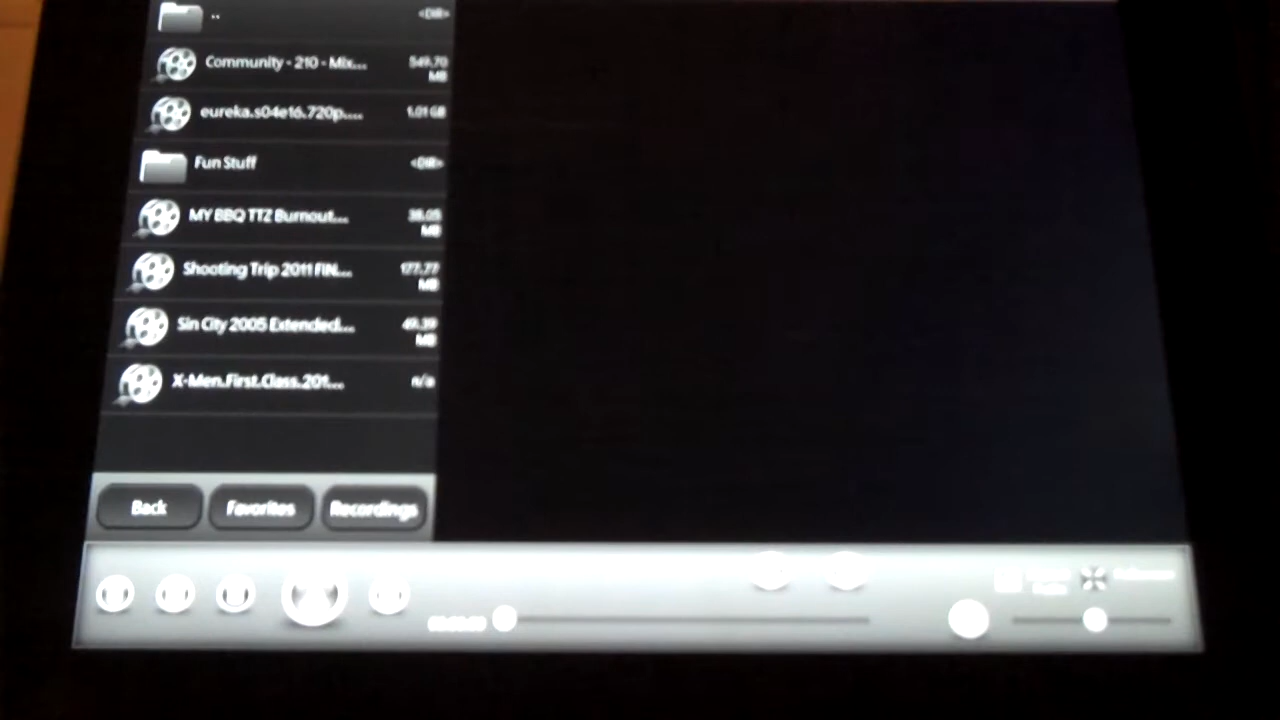 .. <DIR>
Community - 210 - Mix... 549.70
MB
eureka.s04e16.720p.... 1.01 GB
Fun Stuff <DIR>
MY BBQ TTZ Burnout... 38.05
MB
Shooting Trip 2011 FIN... 177.77
MB
Sin City 2005 Extended... 49.39
MB
X-Men.First.Class.201... n/a
Back Favorites Recordings